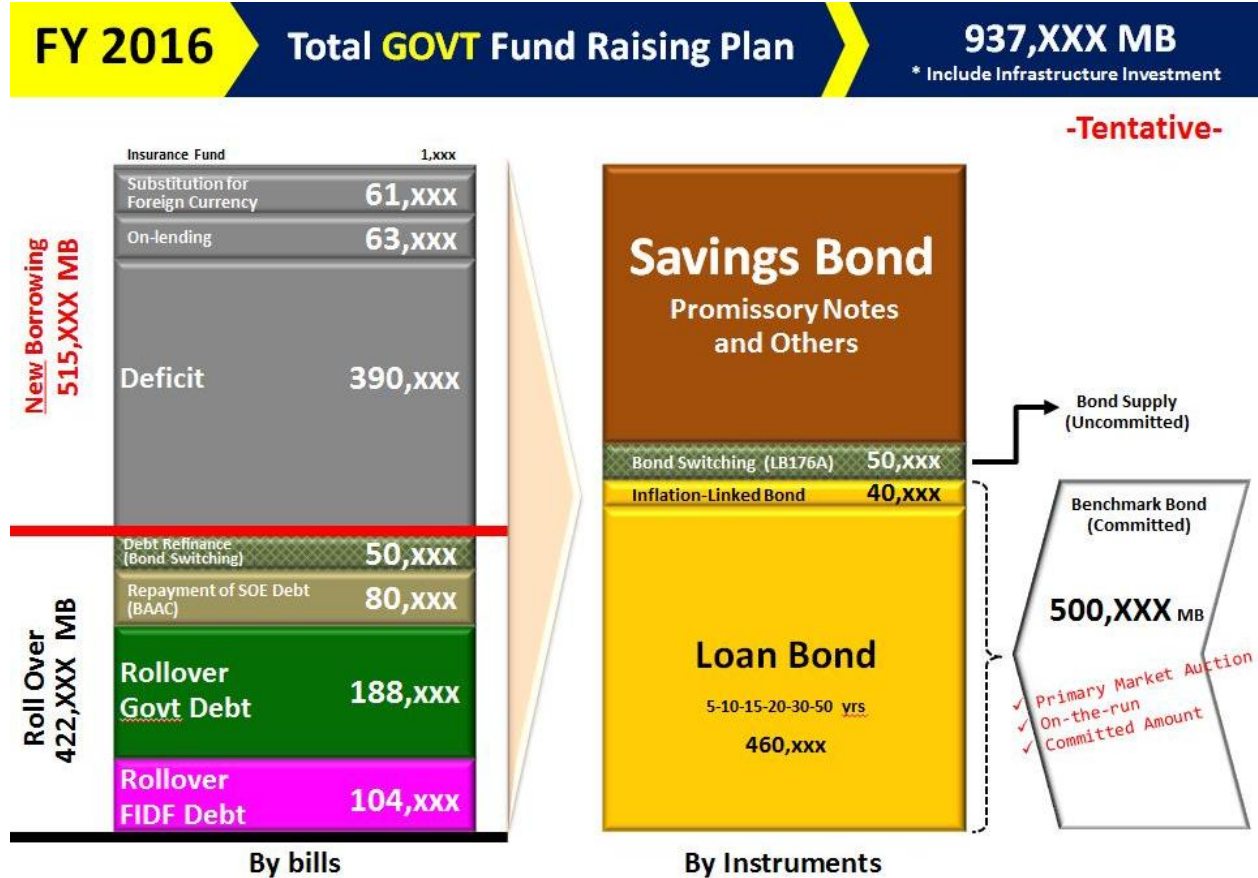 FY 2016
Total GOVT Fund Raising Plan
937,XXX MB
* Include Infrastructure Investment
-Tentative-
New Borrowing
515,XXX MB
Insurance Fund 1,xxx
Substitution for
Foreign Currency 61,xxx
On-lending 63,xxx
Deficit 390,xxx
Roll Over
422,XXX MB
Debt Refinance
(Bond Switching) 50,xxx
Repayment of SOE Debt
(BAAC) 80,xxx
Rollover
Govt Debt 188,xxx
Rollover
FIDF Debt 104,xxx
By bills
Savings Bond
Promissory Notes
and Others
Bond Switching (LB176A) 50,xxx
Inflation-Linked Bond 40,xxx
Loan Bond
5-10-15-20-30-50 yrs
460,xxx
By Instruments
Bond Supply
(Uncommitted)
Benchmark Bond
(Committed)
500,XXX MB
✓ Primary Market Auction
✓ On-the-run
✓ Committed Amount